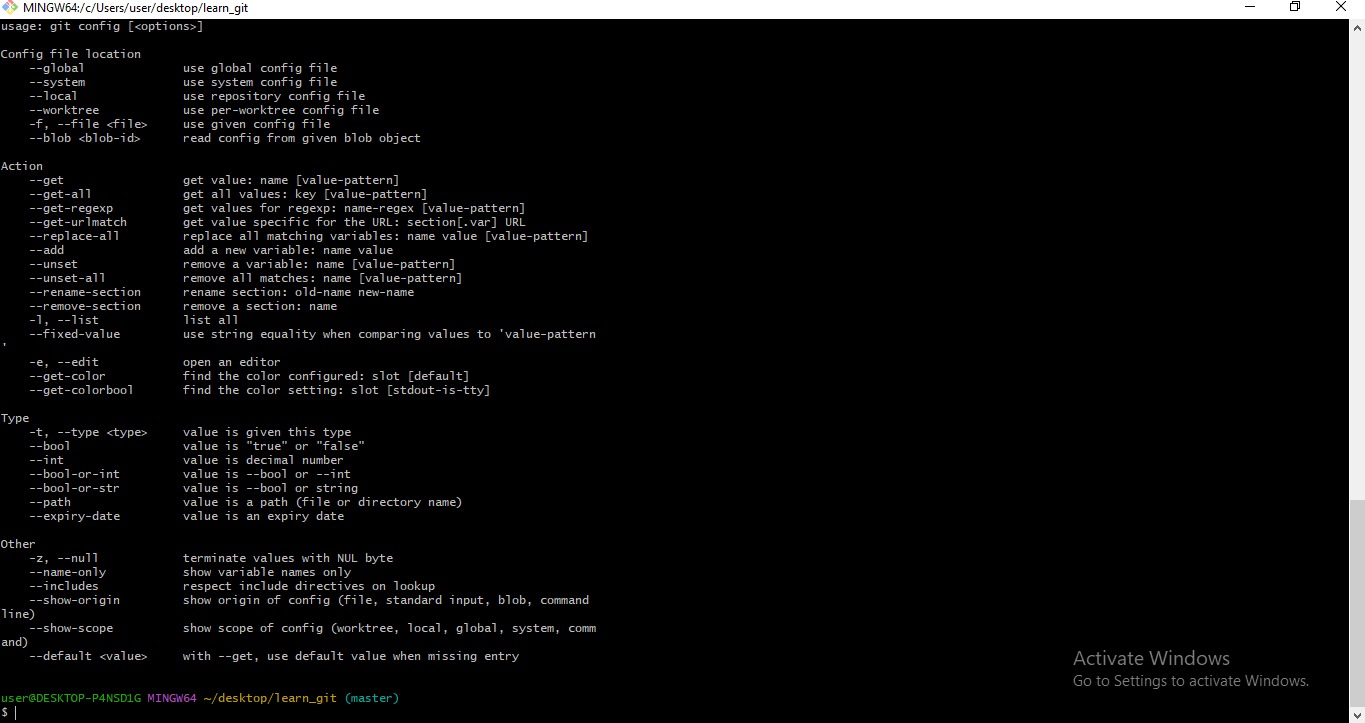 MINGW64:/c/Users/user/desktop/learn_git
usage: git config [<options>]
Config file location
--global use global config file
--system use system config file
--local use repository config file
--worktree use per-worktree config file
-f, --file <file> use given config file
--blob <blob-id> read config from given blob object
Action
--get get value: name [value-pattern]
--get-all get all values: key [value-pattern]
--get-regexp get values for regexp: name-regex [value-pattern]
--get-urlmatch get value specific for the URL: section[.var] URL
--replace-all replace all matching variables: name value [value-pattern]
--add add a new variable: name value
--unset remove a variable: name [value-pattern]
--unset-all remove all matches: name [value-pattern]
--rename-section rename section: old-name new-name
--remove-section remove a section: name
-l, --list list all
--fixed-value use string equality when comparing values to 'value-pattern
'
-e, --edit open an editor
--get-color find the color configured: slot [default]
--get-colorbool find the color setting: slot [stdout-is-tty]
Type
-t, --type <type> value is given this type
--bool value is "true" or "false"
--int value is decimal number
--bool-or-int value is --bool or --int
--bool-or-str value is --bool or string
--path value is a path (file or directory name)
--expiry-date value is an expiry date
Other
-z, --null terminate values with NUL byte
--name-only show variable names only
--includes respect include directives on lookup
--show-origin show origin of config (file, standard input, blob, command
line)
--show-scope show scope of config (worktree, local, global, system, comm
and)
--default <value> with --get, use default value when missing entry
user@DESKTOP-P4NSD1G MINGW64 ~/desktop/learn_git (master)
$
Activate Windows
Go to Settings to activate Windows.